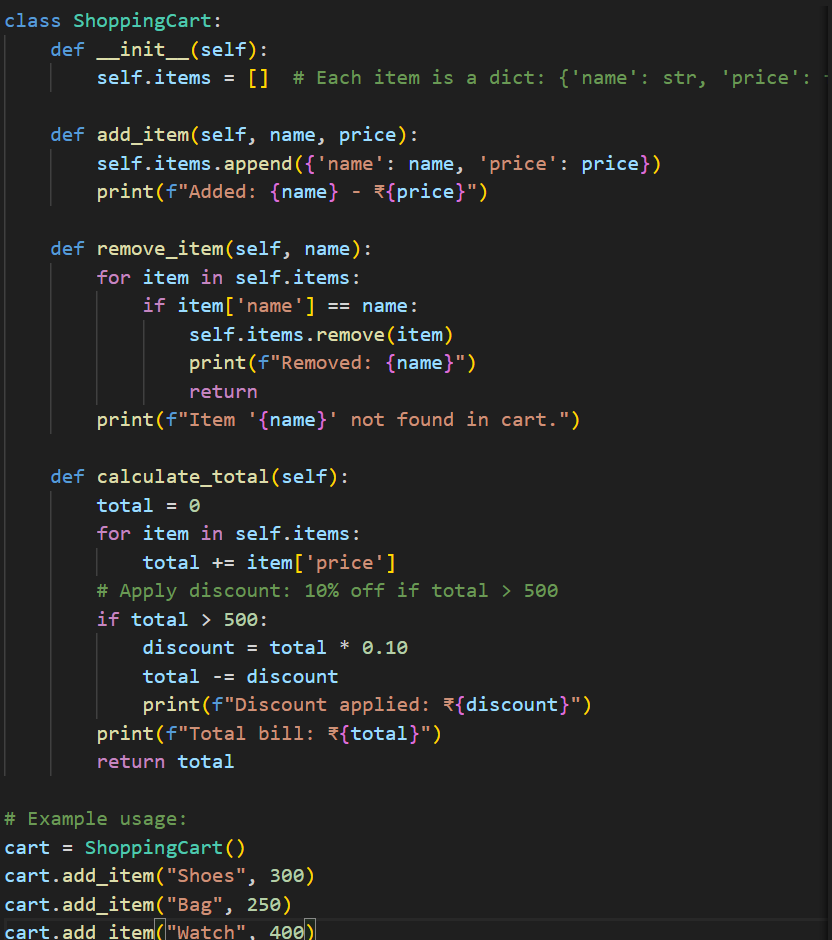 class ShoppingCart:
    def __init__(self):
        self.items = []  # Each item is a dict: {'name': str, 'price':

    def add_item(self, name, price):
        self.items.append({'name': name, 'price': price})
        print(f"Added: {name} - ₹{price}")

    def remove_item(self, name):
        for item in self.items:
            if item['name'] == name:
                self.items.remove(item)
                print(f"Removed: {name}")
                return
        print(f"Item '{name}' not found in cart.")

    def calculate_total(self):
        total = 0
        for item in self.items:
            total += item['price']
        # Apply discount: 10% off if total > 500
        if total > 500:
            discount = total * 0.10
            total -= discount
            print(f"Discount applied: ₹{discount}")
        print(f"Total bill: ₹{total}")
        return total

# Example usage:
cart = ShoppingCart()
cart.add_item("Shoes", 300)
cart.add_item("Bag", 250)
cart.add_item("Watch", 400)